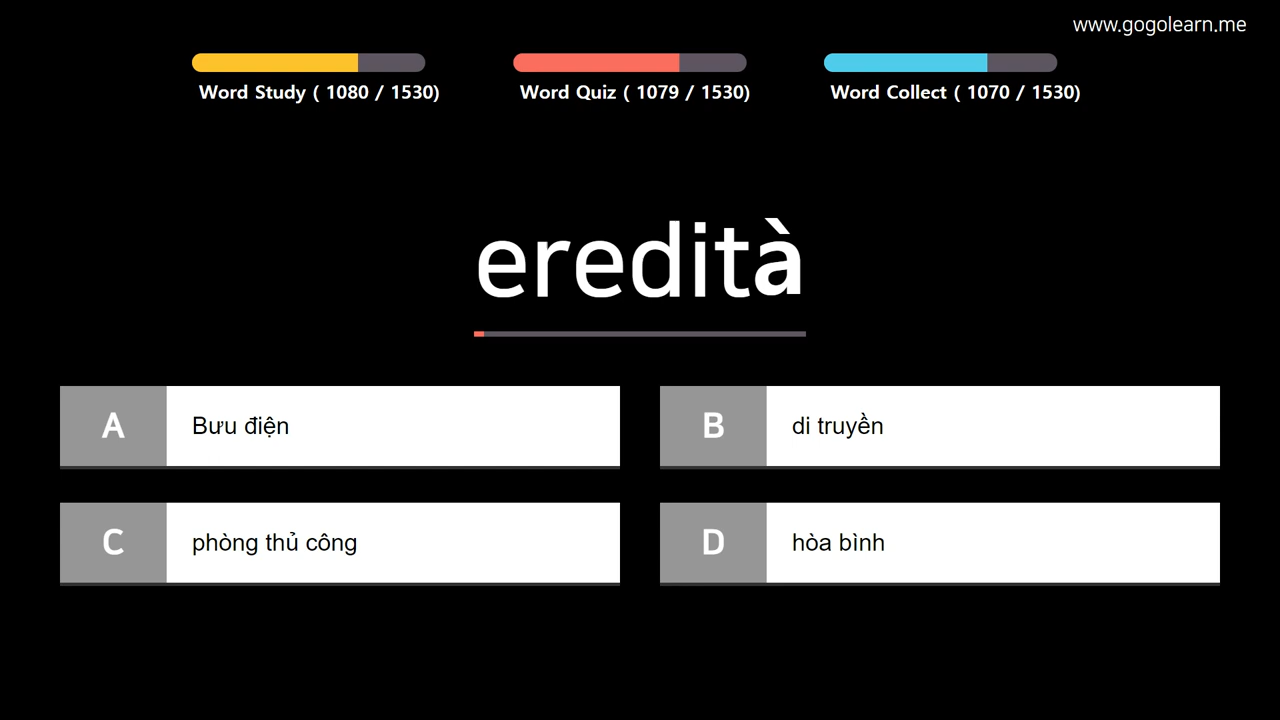 www.gogolearn.me
Word Study ( 1080 / 1530)
Word Quiz ( 1079 / 1530)
Word Collect ( 1070 / 1530)
eredità
A Bưu điện
B di truyền
C phòng thủ công
D hòa bình